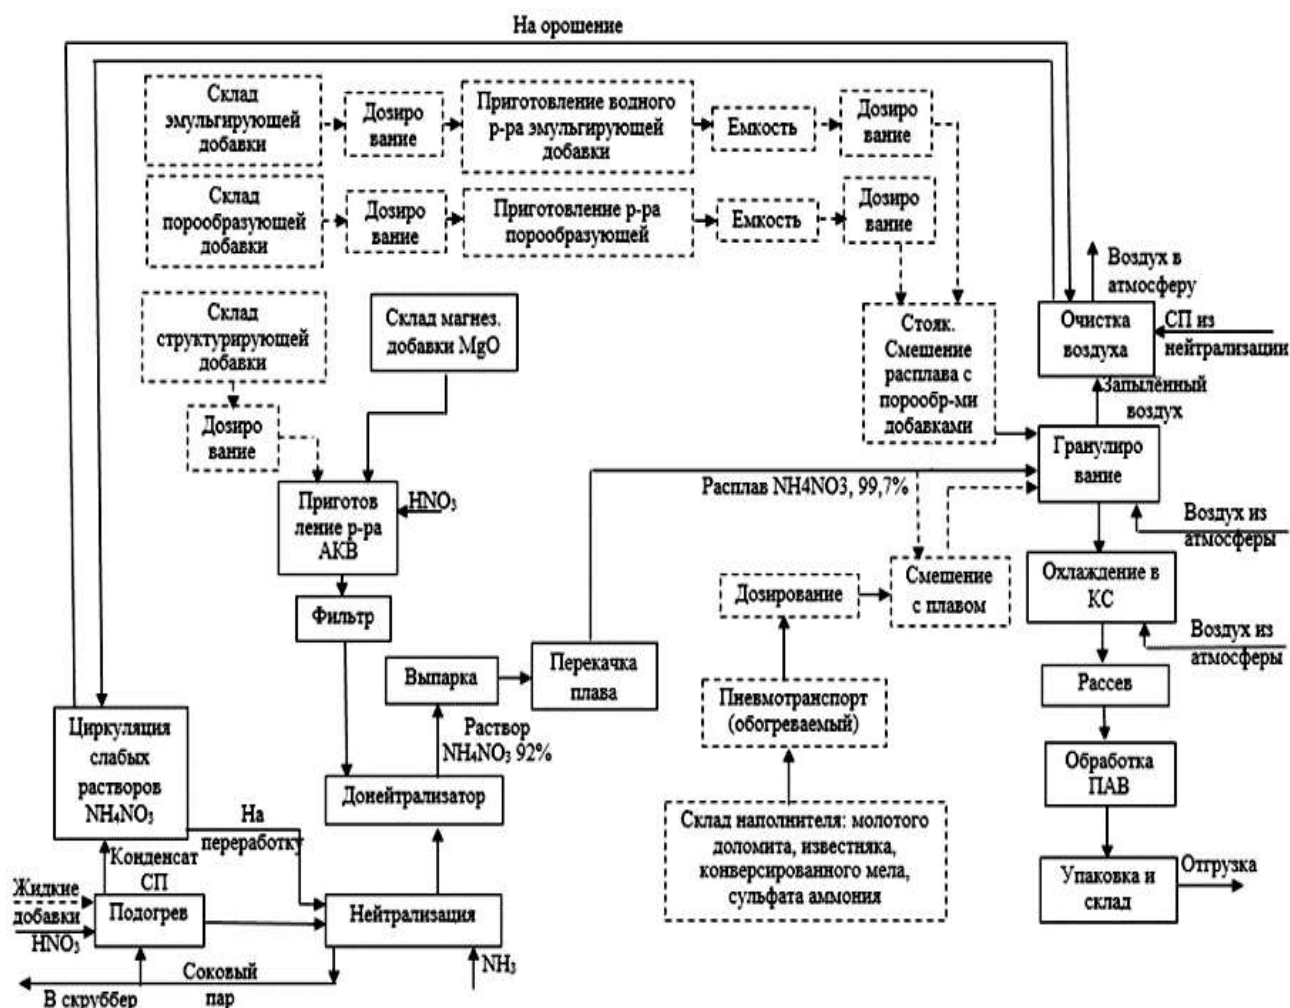 На орошение
Склад
эмульгирующей
добавки
Дозиро
вание
Приготовление водного
р-ра эмульгирующей
добавки
Емкость
Дозиро
вание
Склад
порообразующей
добавки
Дозиро
вание
Приготовление р-ра
порообразующей
Емкость
Дозиро
вание
Воздух в
атмосферу
Склад
структурирующей
добавки
Склад магнез.
добавки MgO
Стояк.
Смешение
расплава с
порообр-ми
добавками
Очистка
воздуха
СП из
нейтрализации
Запылённый
воздух
Дозиро
вание
Гранулиро
вание
Расплав NH4NO3, 99,7%
Приготов
ление р-ра
АКВ
HNO₃
Воздух из
атмосферы
Фильтр
Дозирование
Смешение
с плавом
Охлаждение в
КС
Воздух из
атмосферы
Выпарка
Перекачка
плава
Рассев
Пневмотранспорт
(обогреваемый)
Циркуляция
слабых
растворов
NH₄NO₃
Раствор
NH₄NO₃ 92%
Обработка
ПАВ
Донейтрализатор
На
переработку
Склад наполнителя: молотого
доломита, известняка,
конверсированного мела,
сульфата аммония
Конденсат
СП
Упаковка и
склад
Отгрузка
Жидкие
добавки
HNO₃
Подогрев
Нейтрализация
NH₃
Соковый
пар
В скруббер